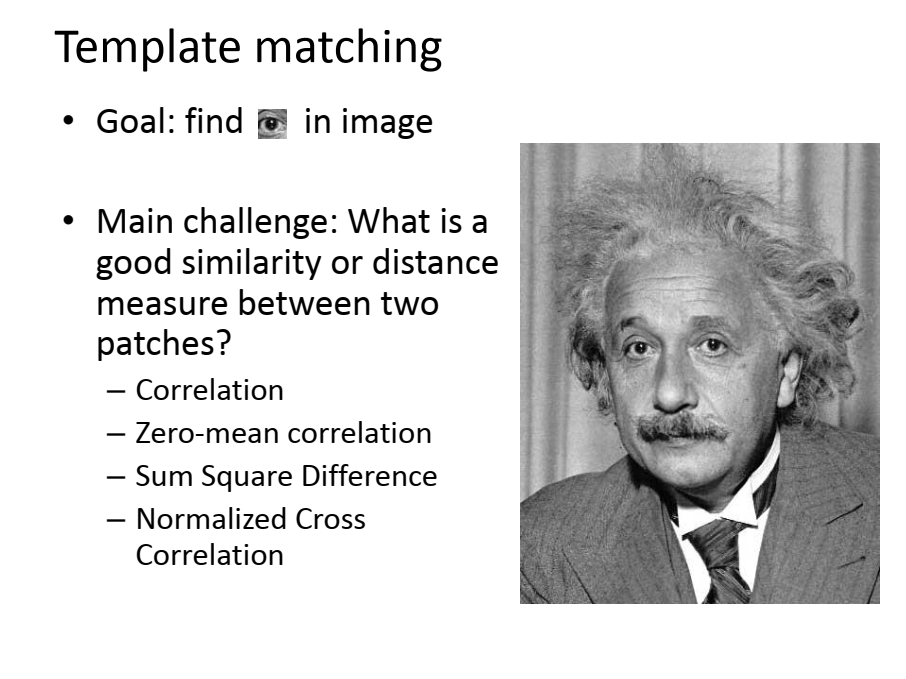 Template matching
• Goal: find in image
• Main challenge: What is a
good similarity or distance
measure between two
patches?
– Correlation
– Zero-mean correlation
– Sum Square Difference
– Normalized Cross
Correlation